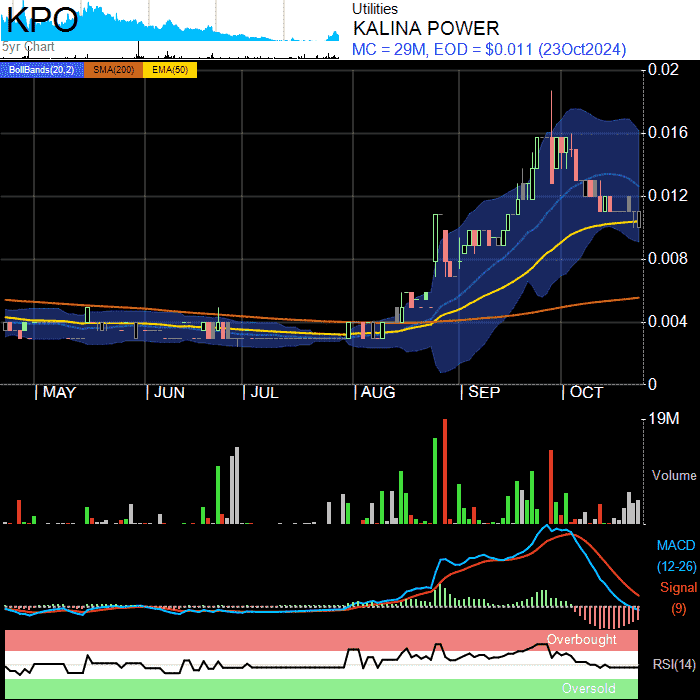 KPO
5yr Chart
Utilities
KALINA POWER
MC = 29M, EOD = $0.011 (23Oct2024)
BollBands(20,2) SMA(200) EMA(50)
0.02
0.016
0.012
0.008
0.004
0
| MAY | JUN | JUL | AUG | SEP | OCT
19M
Volume
MACD
(12-26)
Signal
(9)
Overbought
RSI(14)
Oversold